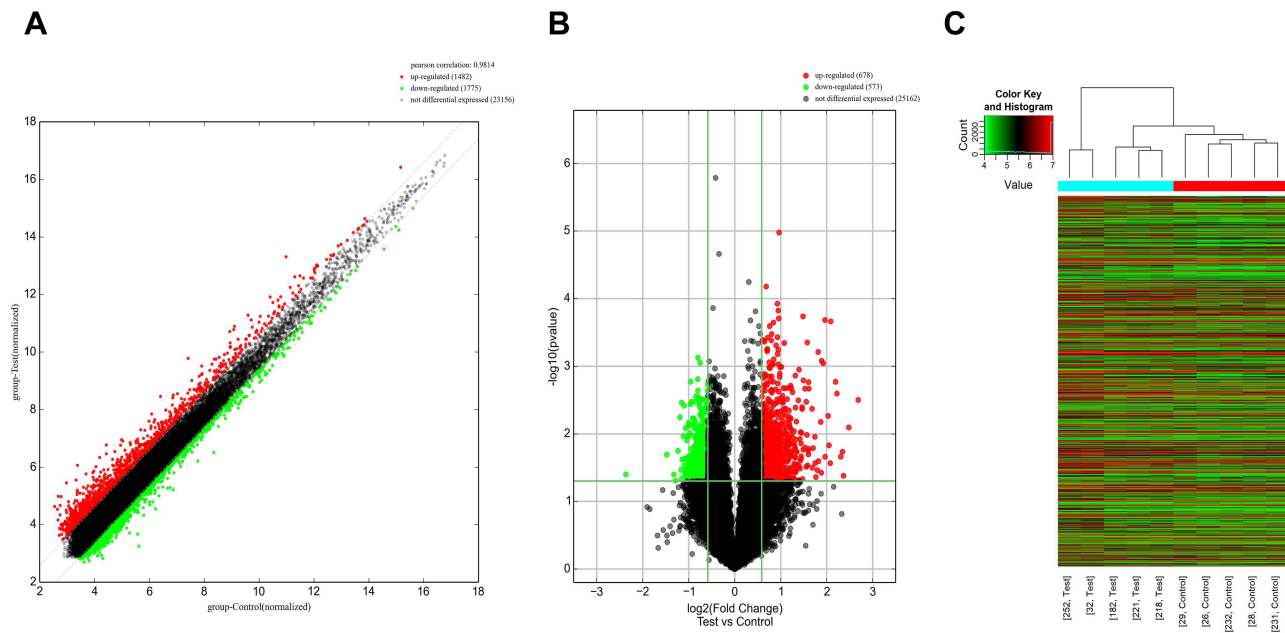 A
pearson correlation: 0.9814
up-regulated (1482)
down-regulated (1775)
not differential expressed (23156)
group-Test(normalized)
18
16
14
12
10
8
6
4
2
2 4 6 8 10 12 14 16 18
group-Control(normalized)
B
up-regulated (678)
down-regulated (573)
not differential expressed (25162)
-log10(pvalue)
6
5
4
3
2
1
0
−3 −2 −1 0 1 2 3
log2(Fold Change)
Test vs Control
C
Color Key
and Histogram
Count
0 2000
4 5 6 7
Value
[252, Test]
[32, Test]
[182, Test]
[221, Test]
[218, Test]
[29, Control]
[26, Control]
[232, Control]
[28, Control]
[231, Control]